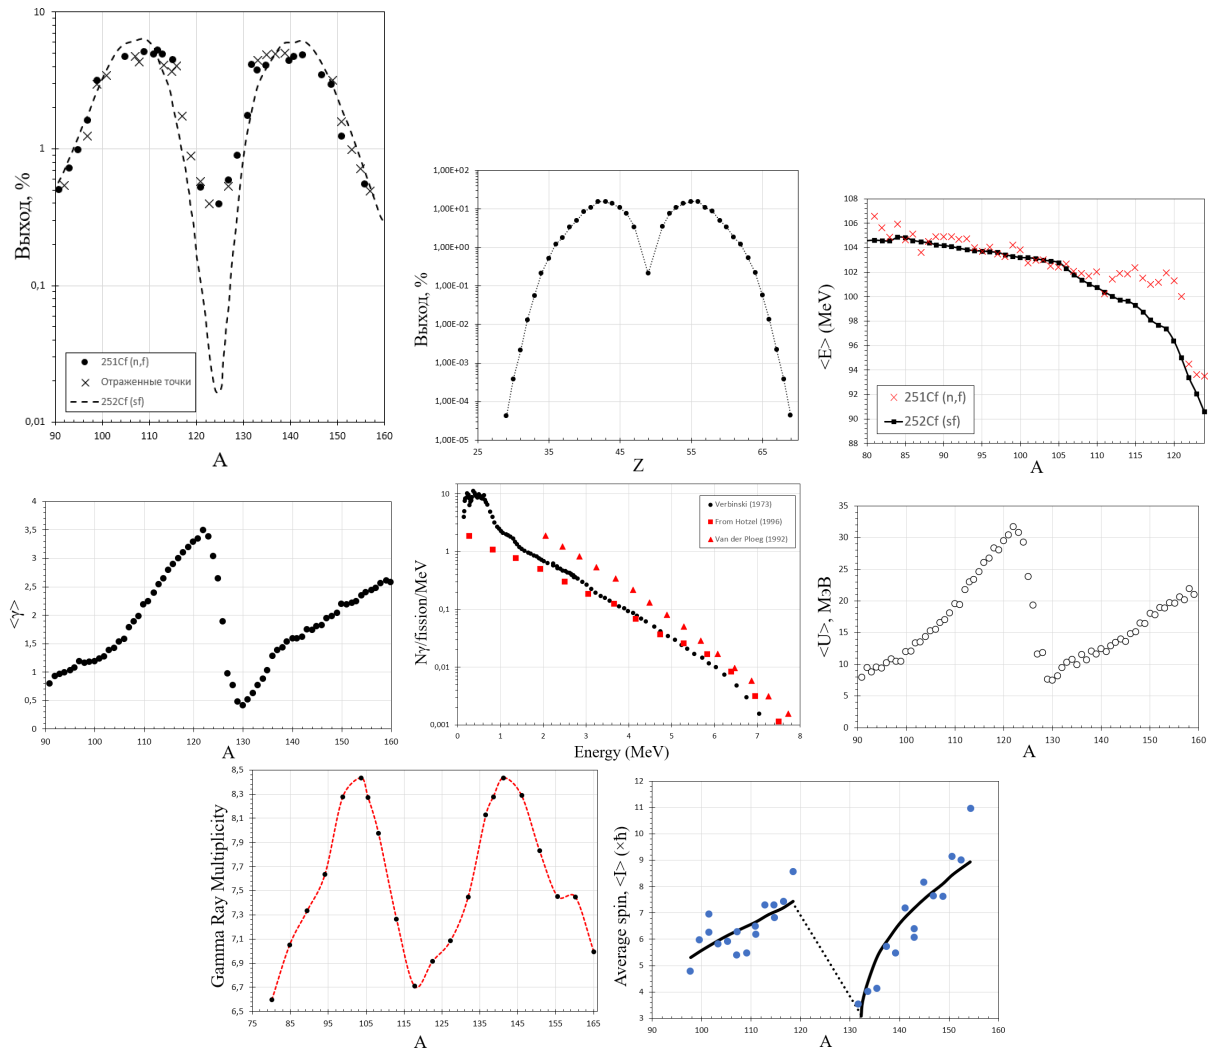 10
1
0,1
0,01
90 100 110 120 130 140 150 160
Выход, %
A
251Cf (n,f)
Отраженные точки
252Cf (sf)
1,00E+02
1,00E+01
1,00E+00
1,00E-01
1,00E-02
1,00E-03
1,00E-04
1,00E-05
25 35 45 55 65
Выход, %
Z
108
106
104
102
100
98
96
94
92
90
88
80 85 90 95 100 105 110 115 120
<E> (MeV)
A
251Cf (n,f)
252Cf (sf)
4
3,5
3
2,5
2
1,5
1
0,5
0
90 100 110 120 130 140 150 160
<γ>
A
10
1
0,1
0,01
0,001
0 1 2 3 4 5 6 7 8
Nγ/fission/MeV
Energy (MeV)
Verbinski (1973)
From Hotzel (1996)
Van der Ploeg (1992)
35
30
25
20
15
10
5
0
90 100 110 120 130 140 150 160
<U>, МэВ
A
8,5
8,3
8,1
7,9
7,7
7,5
7,3
7,1
6,9
6,7
6,5
75 85 95 105 115 125 135 145 155 165
Gamma Ray Multiplicity
A
12
11
10
9
8
7
6
5
4
3
90 100 110 120 130 140 150 160
Average spin, <I> (×ħ)
A